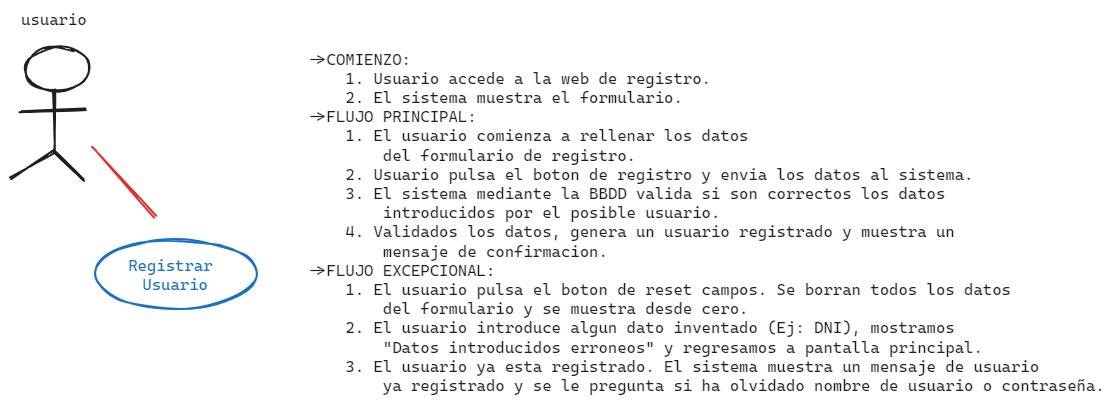 usuario
→COMIENZO:
1. Usuario accede a la web de registro.
2. El sistema muestra el formulario.
→FLUJO PRINCIPAL:
1. El usuario comienza a rellenar los datos
del formulario de registro.
2. Usuario pulsa el boton de registro y envia los datos al sistema.
3. El sistema mediante la BBDD valida si son correctos los datos
introducidos por el posible usuario.
4. Validados los datos, genera un usuario registrado y muestra un
mensaje de confirmacion.
→FLUJO EXCEPCIONAL:
1. El usuario pulsa el boton de reset campos. Se borran todos los datos
del formulario y se muestra desde cero.
2. El usuario introduce algun dato inventado (Ej: DNI), mostramos
"Datos introducidos erroneos" y regresamos a pantalla principal.
3. El usuario ya esta registrado. El sistema muestra un mensaje de usuario
ya registrado y se le pregunta si ha olvidado nombre de usuario o contraseña.
Registrar
Usuario